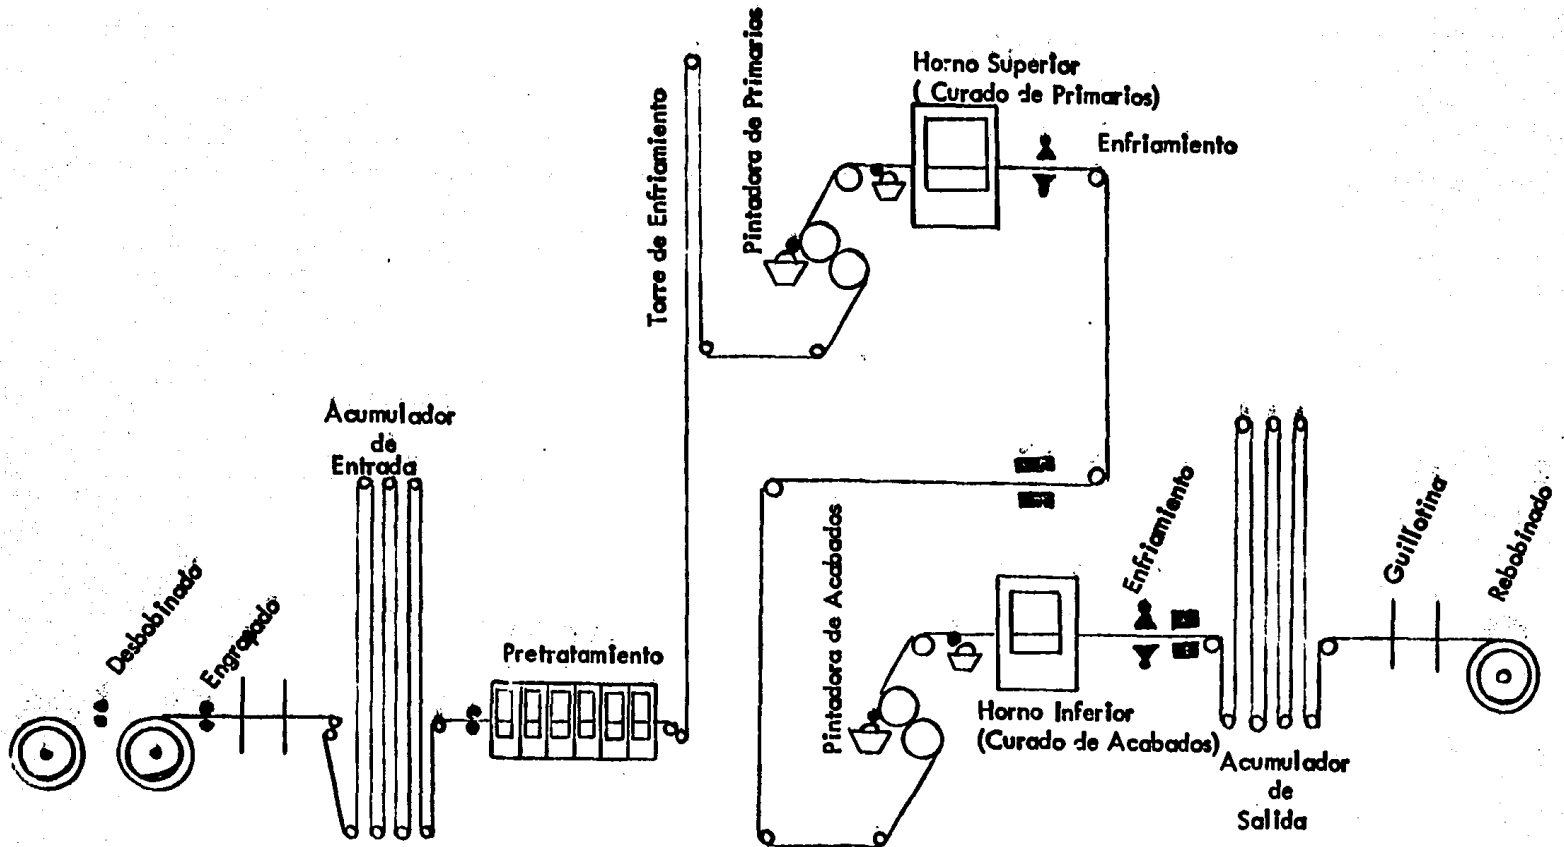 Desbobinado
Engrapado
Acumulador
de
Entrada
Pretratamiento
Torre de Enfriamiento
Pintadora de Primarios
Horno Superior
( Curado de Primarios)
Enfriamiento
Pintadora de Acabados
Horno Inferior
(Curado de Acabados)
Enfriamiento
Acumulador
de
Salida
Guillotina
Rebobinado